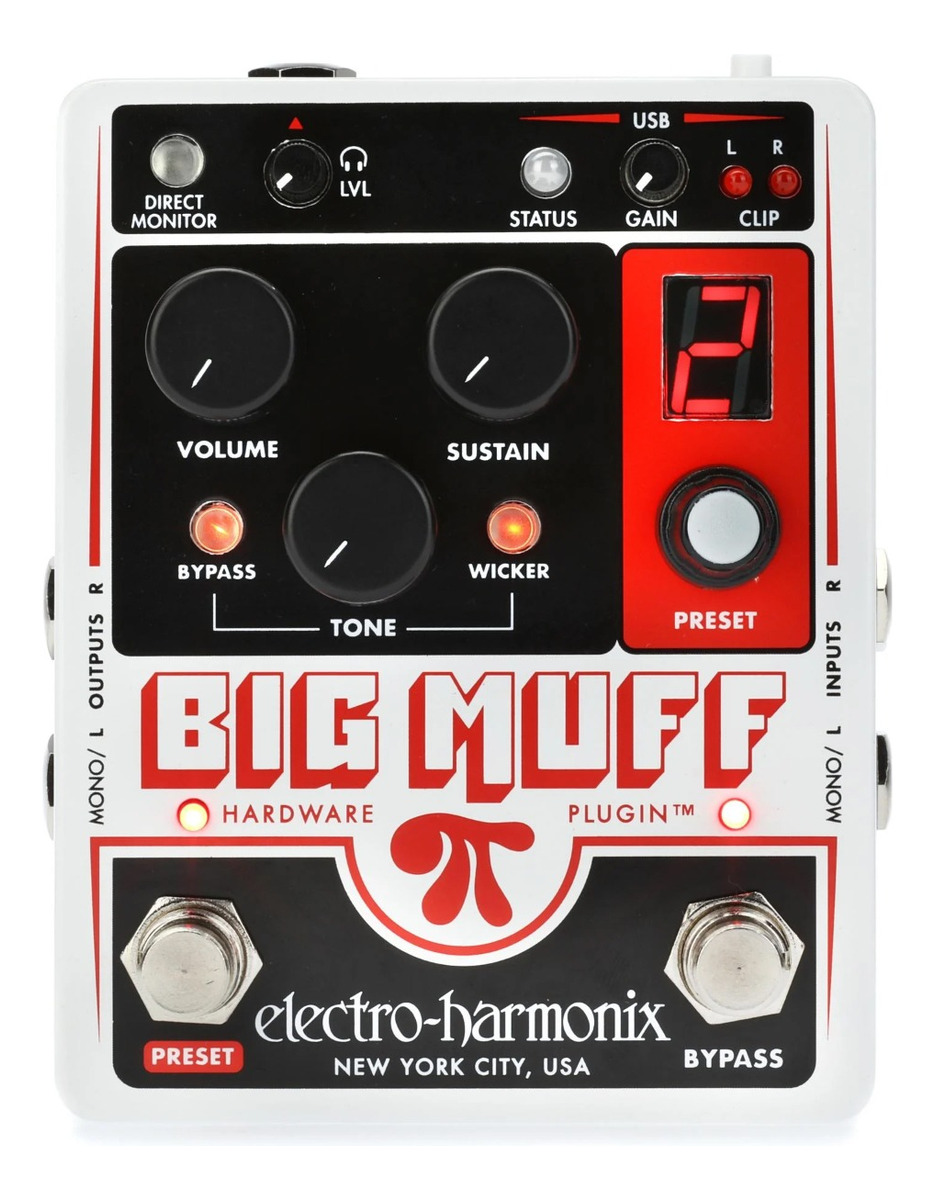 USB
L R
LVL
DIRECT
MONITOR
STATUS
GAIN
CLIP
2
VOLUME
SUSTAIN
BYPASS
WICKER
TONE
PRESET
MONO/ L OUTPUTS R
MONO/ L INPUTS R
BIG MUFF
HARDWARE PLUGIN™
π
electro-harmonix
NEW YORK CITY, USA
PRESET
BYPASS